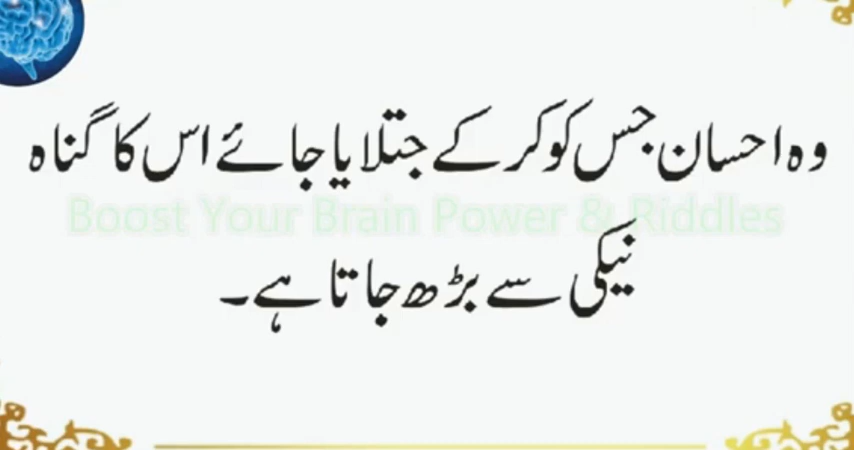 وہ احسان جس کو کر کے جتلایا جائے اس کا گناہ
Boost Your Brain Power & Riddles
نیکی سے بڑھ جاتا ہے۔